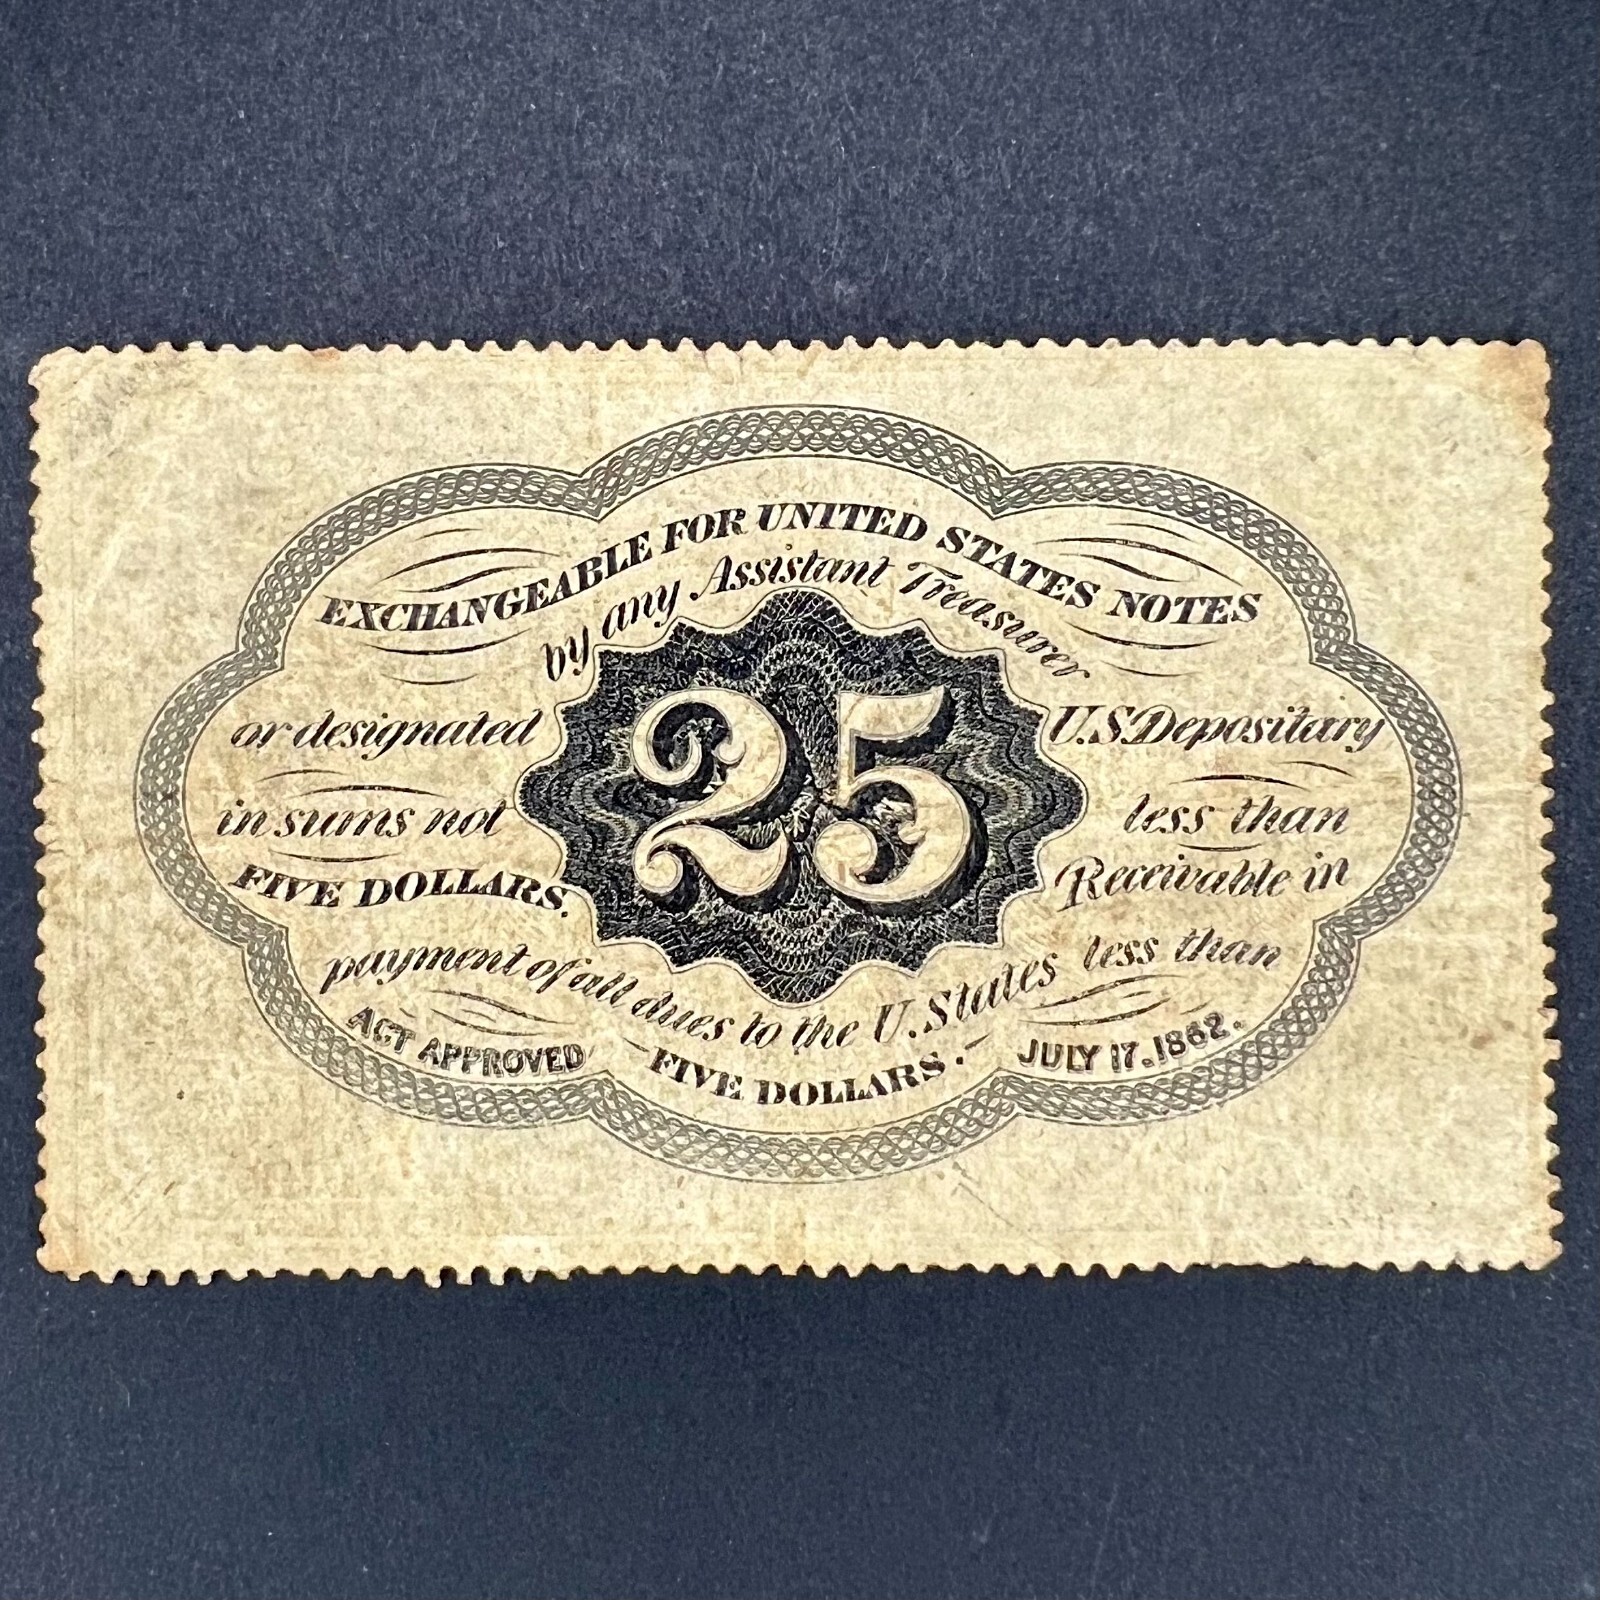 EXCHANGEABLE FOR UNITED STATES NOTES
by any Assistant Treasurer
or designated U.S. Depositary
in sums not less than
FIVE DOLLARS. Receivable in
payment of all dues to the U. States less than
FIVE DOLLARS.
ACT APPROVED JULY 17. 1862.
25